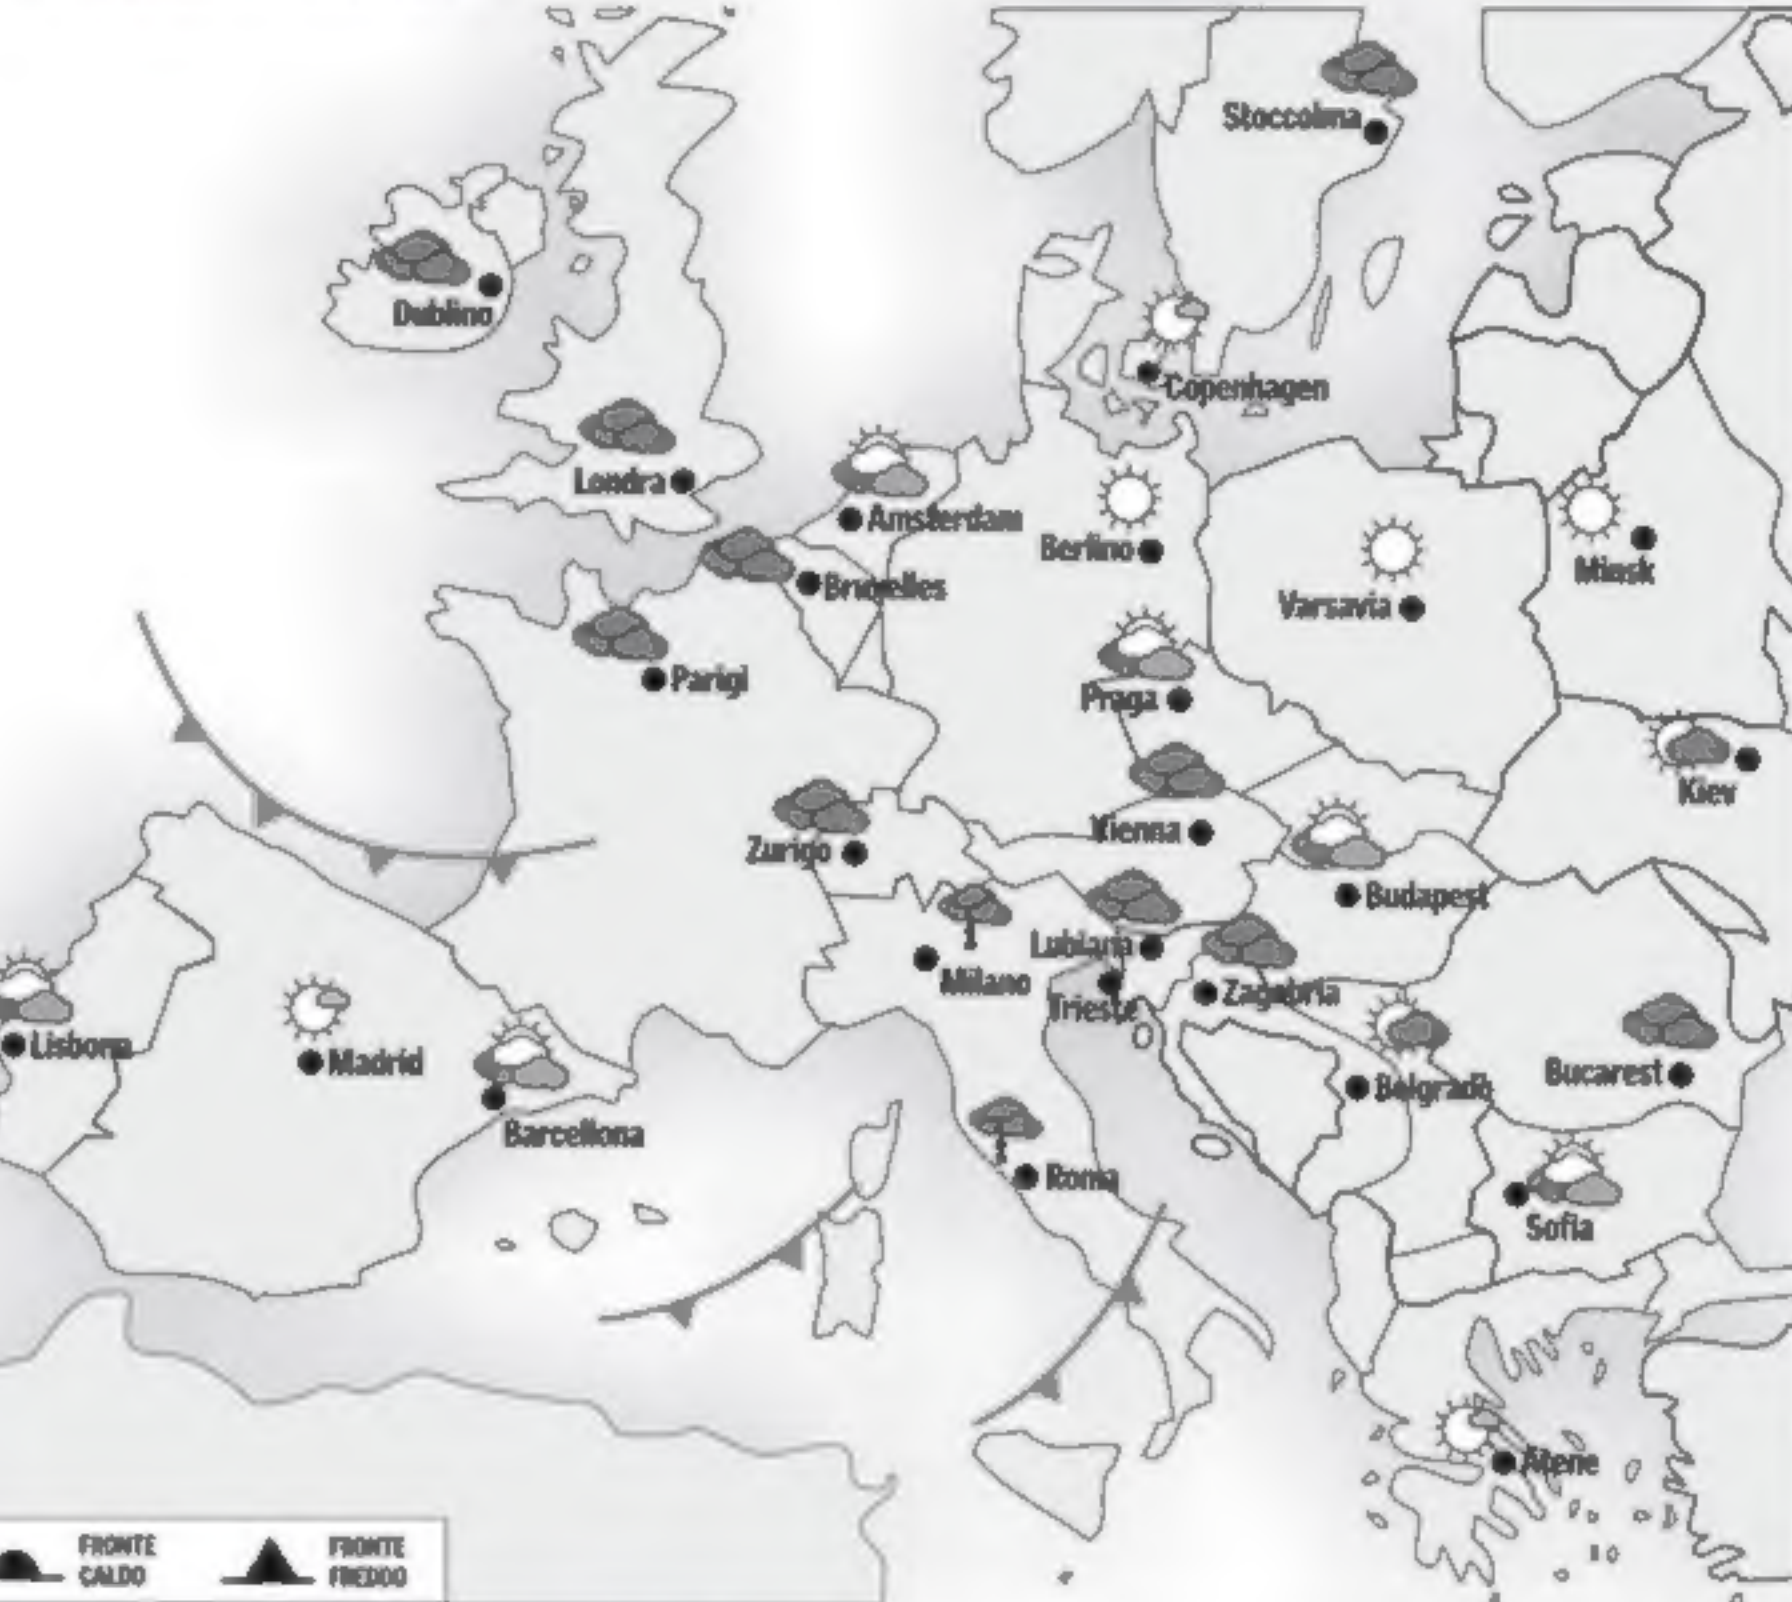 Stoccolma
Dublino
Copenhagen
Londra
Amsterdam
Berlino
Minsk
Bruxelles
Varsavia
Parigi
Praga
Kiev
Vienna
Zurigo
Budapest
Lubiana
Milano
Zagabria
Trieste
Lisbona
Madrid
Belgrado
Bucarest
Barcellona
Roma
Sofia
Atene
FRONTE
CALDO
FRONTE
FREDDO